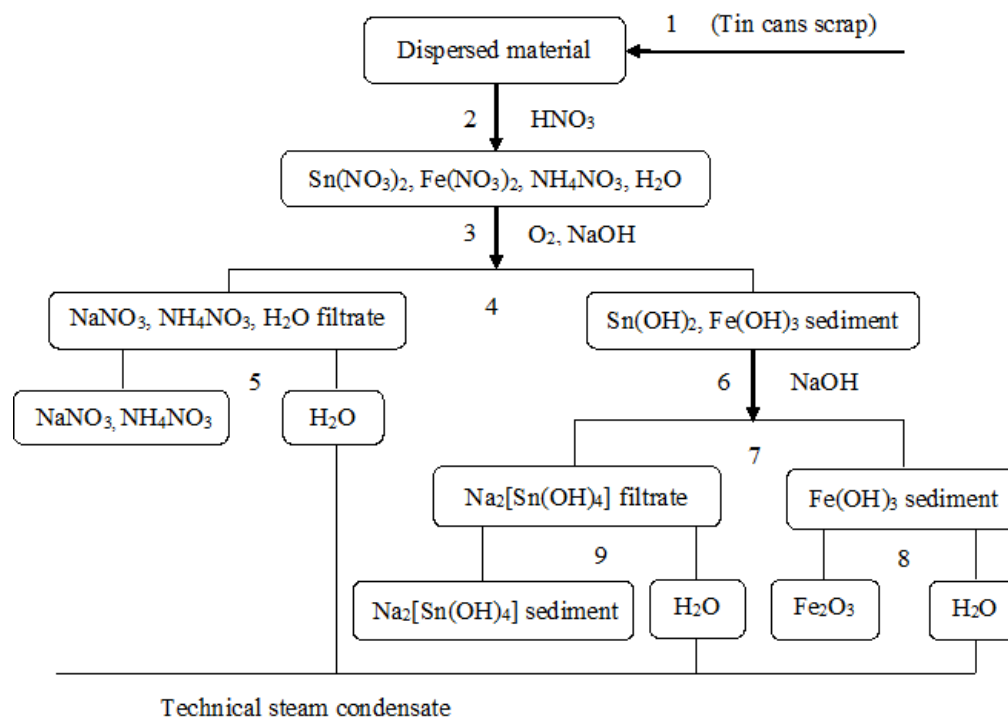 1 (Tin cans scrap)
Dispersed material
2 HNO₃
Sn(NO₃)₂, Fe(NO₃)₂, NH₄NO₃, H₂O
3 O₂, NaOH
NaNO₃, NH₄NO₃, H₂O filtrate
4
Sn(OH)₂, Fe(OH)₃ sediment
5
6 NaOH
NaNO₃, NH₄NO₃
H₂O
7
Na₂[Sn(OH)₄] filtrate
Fe(OH)₃ sediment
9
8
Na₂[Sn(OH)₄] sediment
H₂O
Fe₂O₃
H₂O
Technical steam condensate